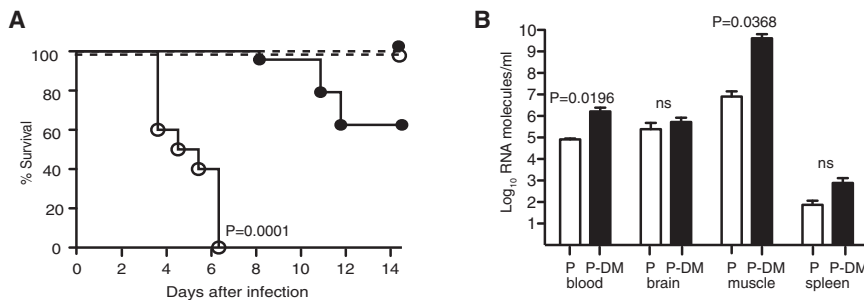 A
100
80
60
40
20
0
% Survival
P=0.0001
0 2 4 6 8 10 12 14
Days after infection
B
10
9
8
7
6
5
4
3
2
1
Log10 RNA molecules/ml
P=0.0196
ns
P=0.0368
ns
P P-DM P P-DM P P-DM P P-DM
blood brain muscle spleen